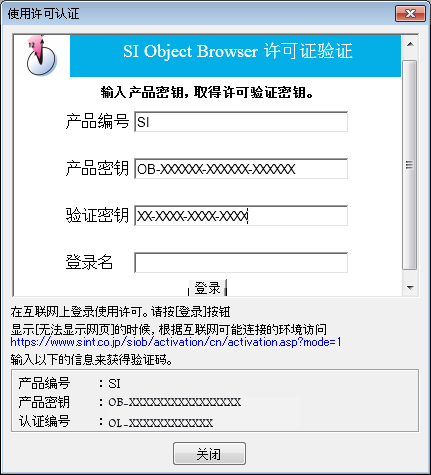 使用许可认证
SI Object Browser 许可证验证
输入产品密钥，取得许可验证密钥。
产品编号 SI
产品密钥 OB-XXXXXX-XXXXXX-XXXXXX
验证密钥 XX-XXXX-XXXX-XXXX
登录名
登录
在互联网上登录使用许可。请按[登录]按钮
显示[无法显示网页]的时候，根据互联网可能连接的环境访问
https://www.sint.co.jp/siob/activation/cn/activation.asp?mode=1
输入以下的信息来获得验证码。
产品编号 ：SI
产品密钥 ：OB-XXXXXXXXXXXXXXXX
认证编号 ：OL-XXXXXXXXXXXX
关闭